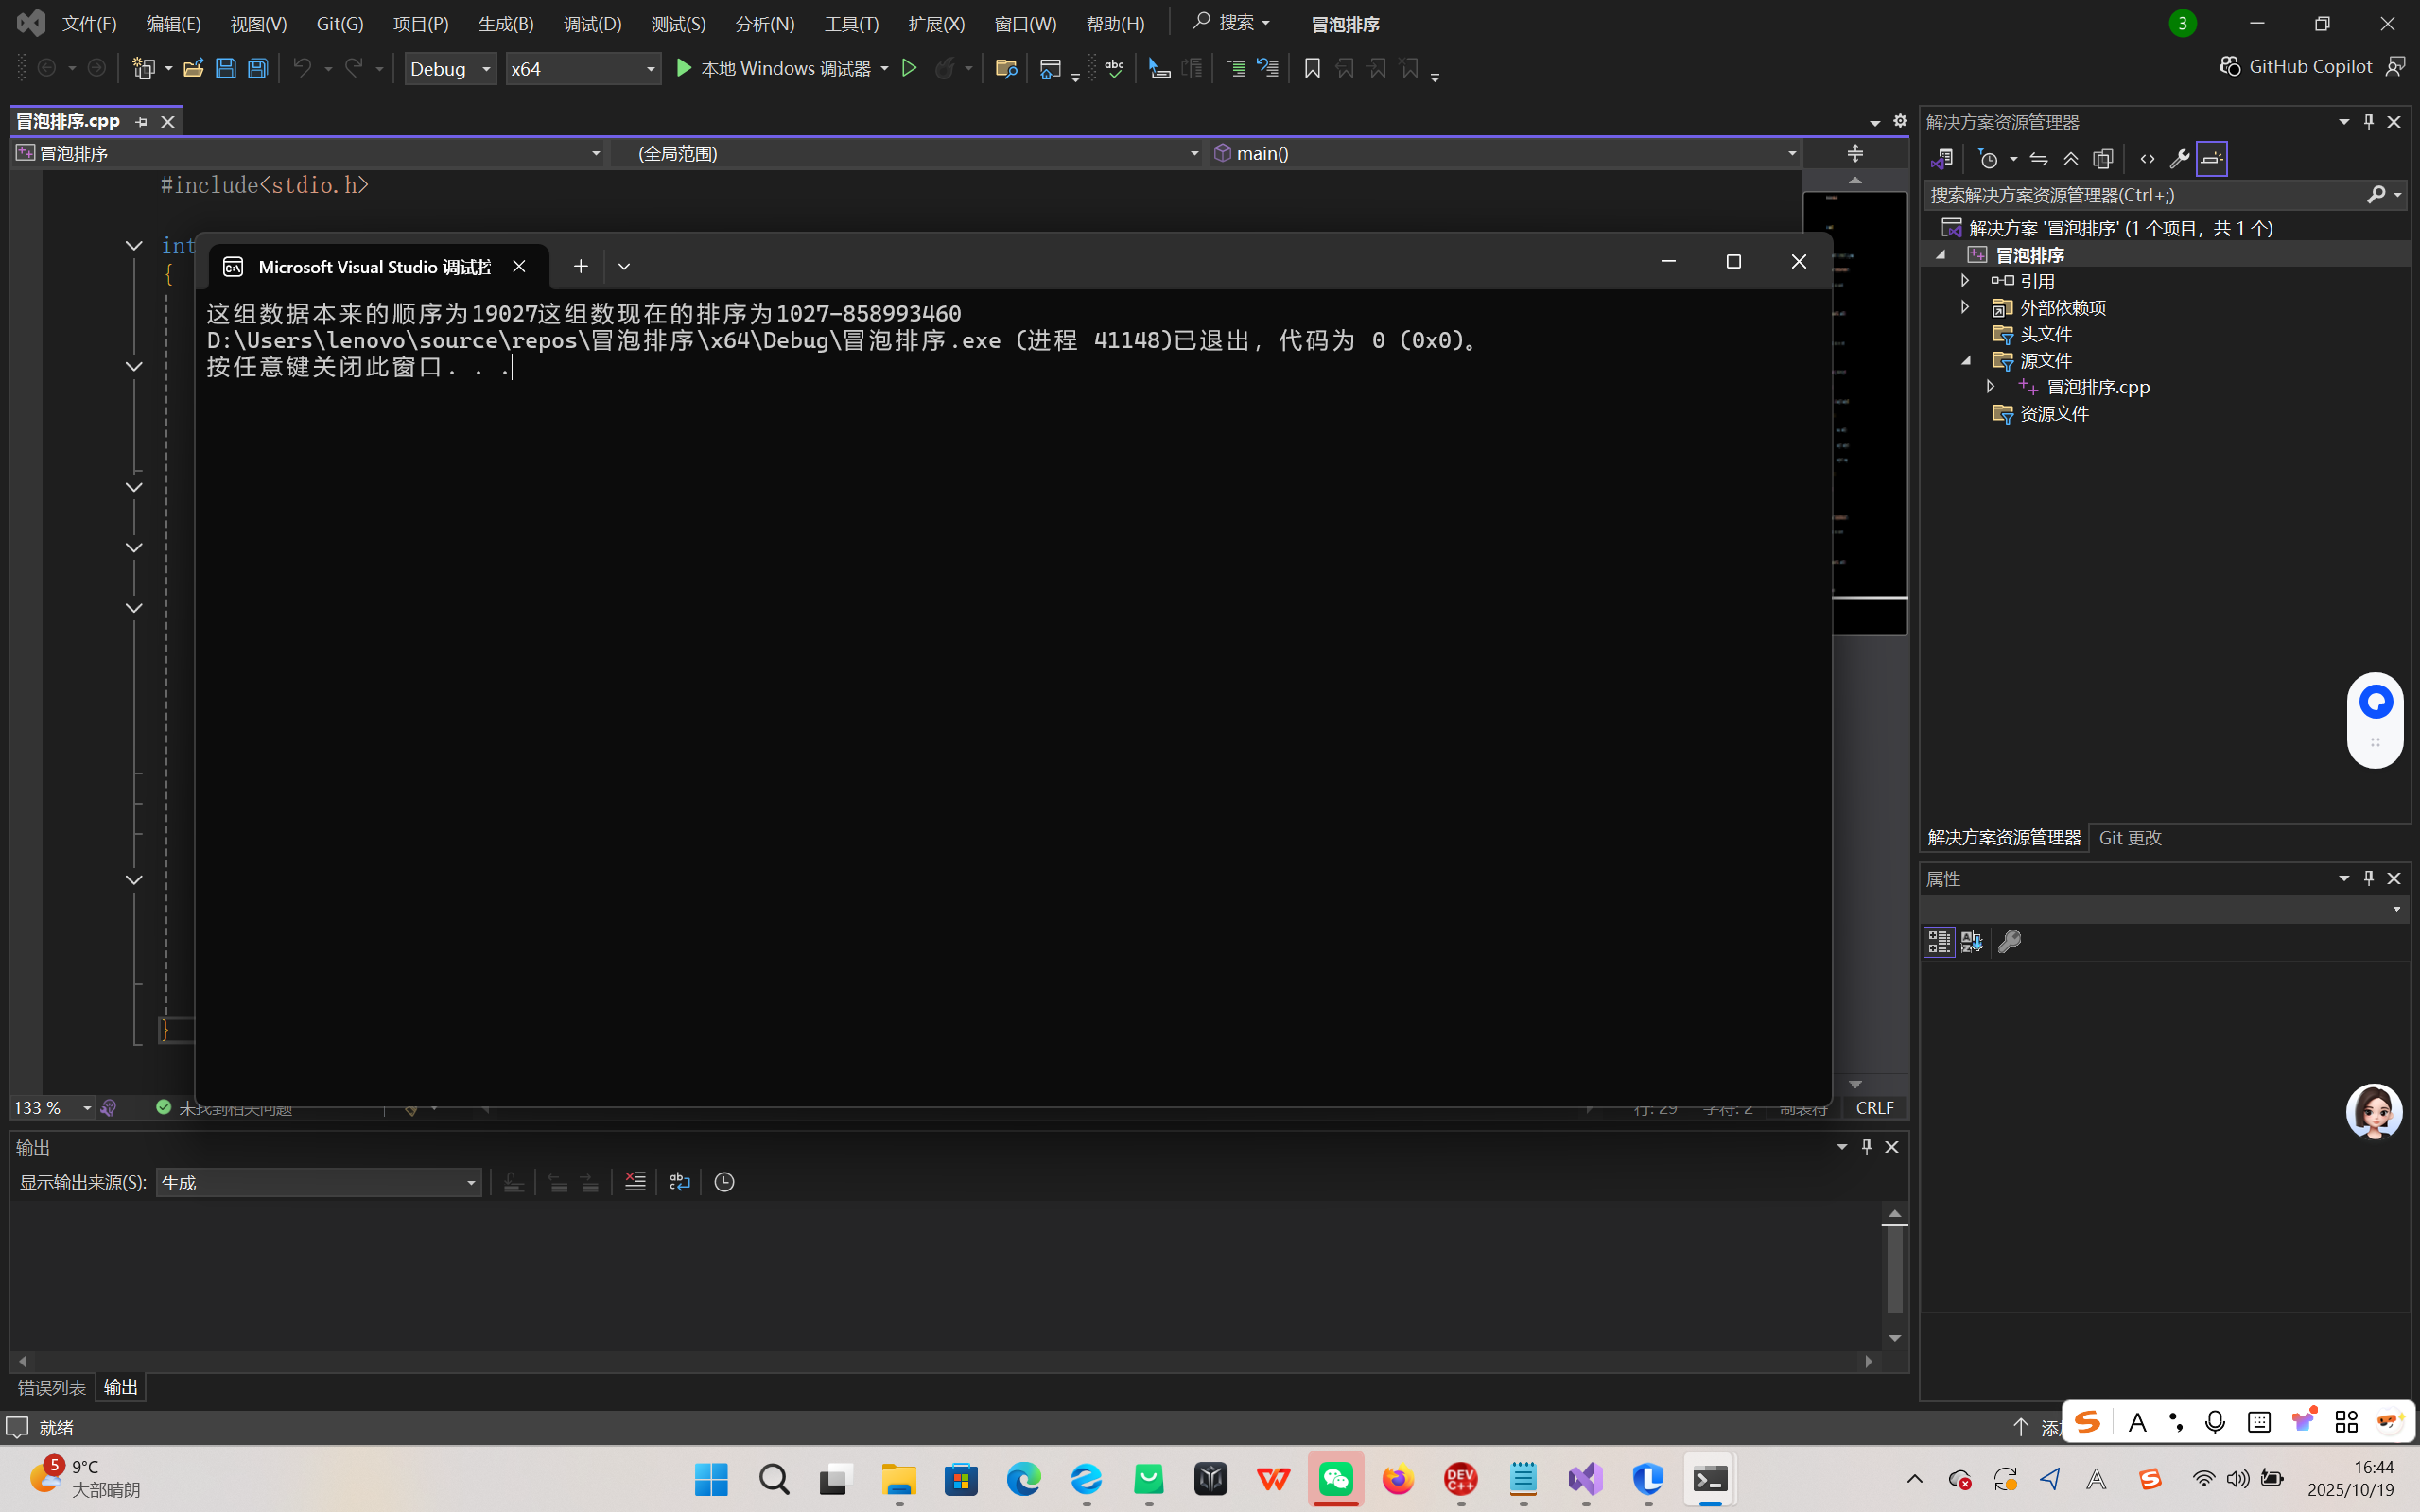 文件(F) 编辑(E) 视图(V) Git(G) 项目(P) 生成(B) 调试(D) 测试(S) 分析(N) 工具(T) 扩展(X) 窗口(W) 帮助(H) 搜索 冒泡排序 3
Debug x64 本地 Windows 调试器 GitHub Copilot
冒泡排序.cpp
冒泡排序 (全局范围) main()
#include<stdio.h>
int
{
Microsoft Visual Studio 调试控
这组数据本来的顺序为19027这组数现在的排序为1027-858993460
D:\Users\lenovo\source\repos\冒泡排序\x64\Debug\冒泡排序.exe (进程 41148)已退出，代码为 0 (0x0)。
按任意键关闭此窗口. . .
}
133 % 未找到相关问题 行: 29 字符: 2 制表符 CRLF
解决方案资源管理器
搜索解决方案资源管理器(Ctrl+;)
解决方案 '冒泡排序' (1 个项目，共 1 个)
冒泡排序
引用
外部依赖项
头文件
源文件
冒泡排序.cpp
资源文件
解决方案资源管理器 Git 更改
属性
输出
显示输出来源(S): 生成
错误列表 输出
就绪
5 9°C
大部晴朗
DEV C++
16:44
2025/10/19